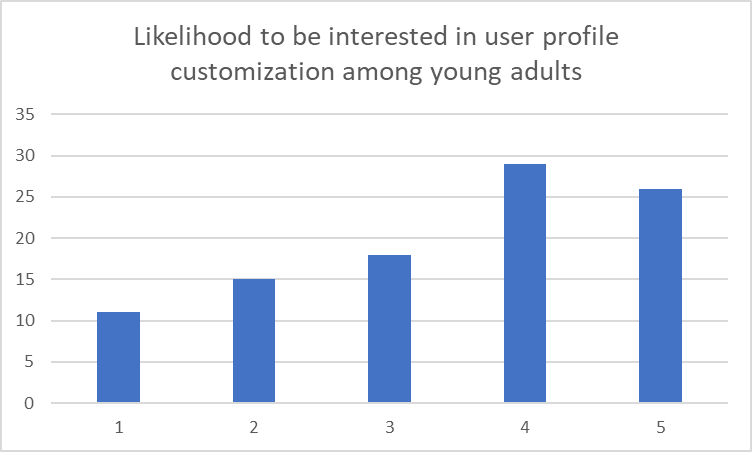 Likelihood to be interested in user profile
customization among young adults
35
30
25
20
15
10
5
0
1 2 3 4 5